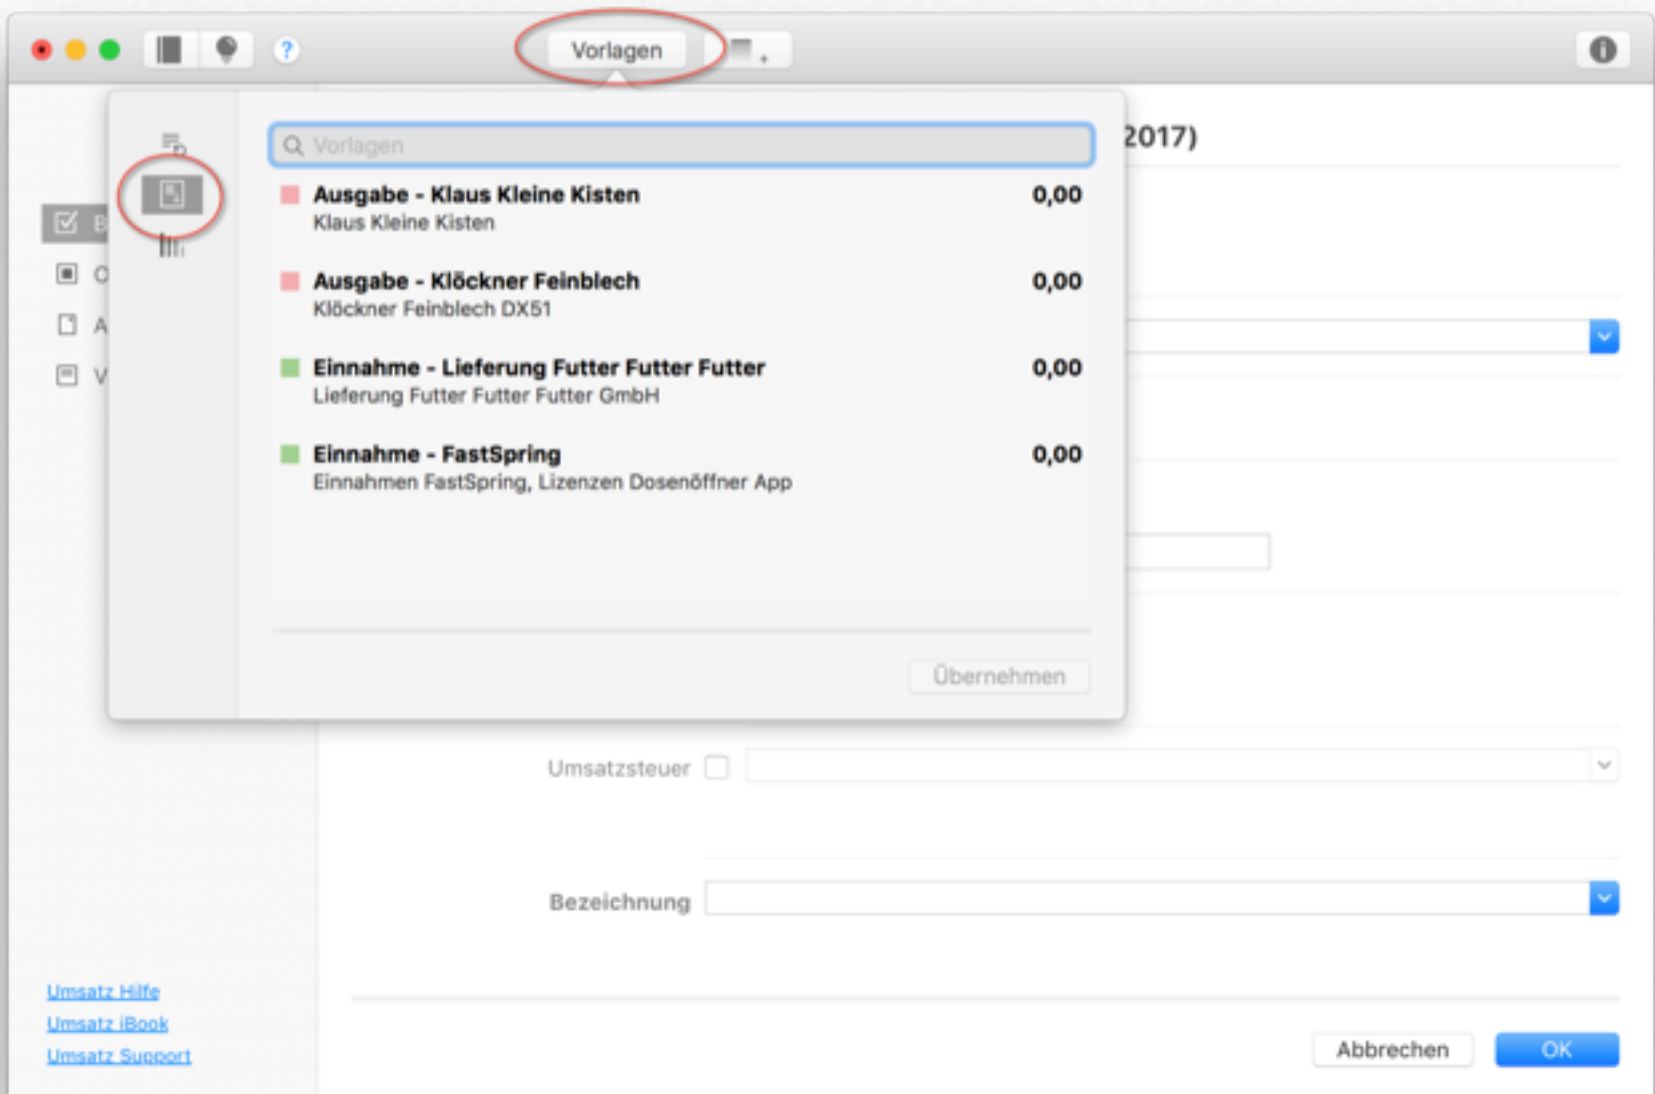 ?
Vorlagen
2017)
Vorlagen
Ausgabe - Klaus Kleine Kisten 0,00
Klaus Kleine Kisten
Ausgabe - Klöckner Feinblech 0,00
Klöckner Feinblech DX51
Einnahme - Lieferung Futter Futter Futter 0,00
Lieferung Futter Futter Futter GmbH
Einnahme - FastSpring 0,00
Einnahmen FastSpring, Lizenzen Dosenöffner App
Übernehmen
Umsatzsteuer
Bezeichnung
Umsatz Hilfe
Umsatz iBook
Umsatz Support
Abbrechen OK